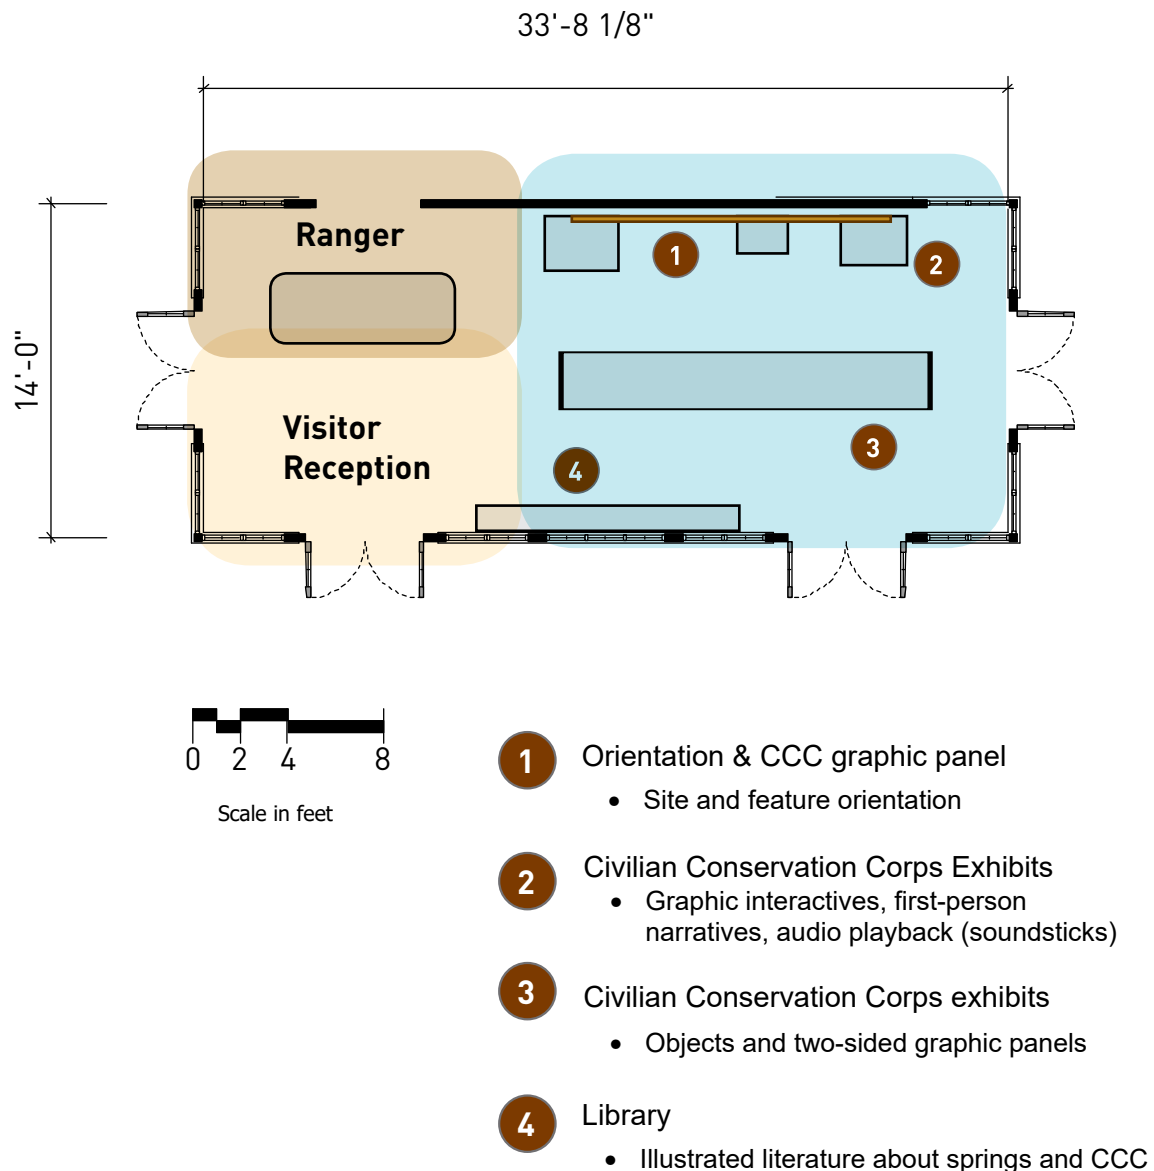 33'-8 1/8"
14'-0"
Ranger
1
2
Visitor
Reception
3
4
0 2 4 8
Scale in feet
1 Orientation & CCC graphic panel
• Site and feature orientation
2 Civilian Conservation Corps Exhibits
• Graphic interactives, first-person
narratives, audio playback (soundsticks)
3 Civilian Conservation Corps exhibits
• Objects and two-sided graphic panels
4 Library
• Illustrated literature about springs and CCC